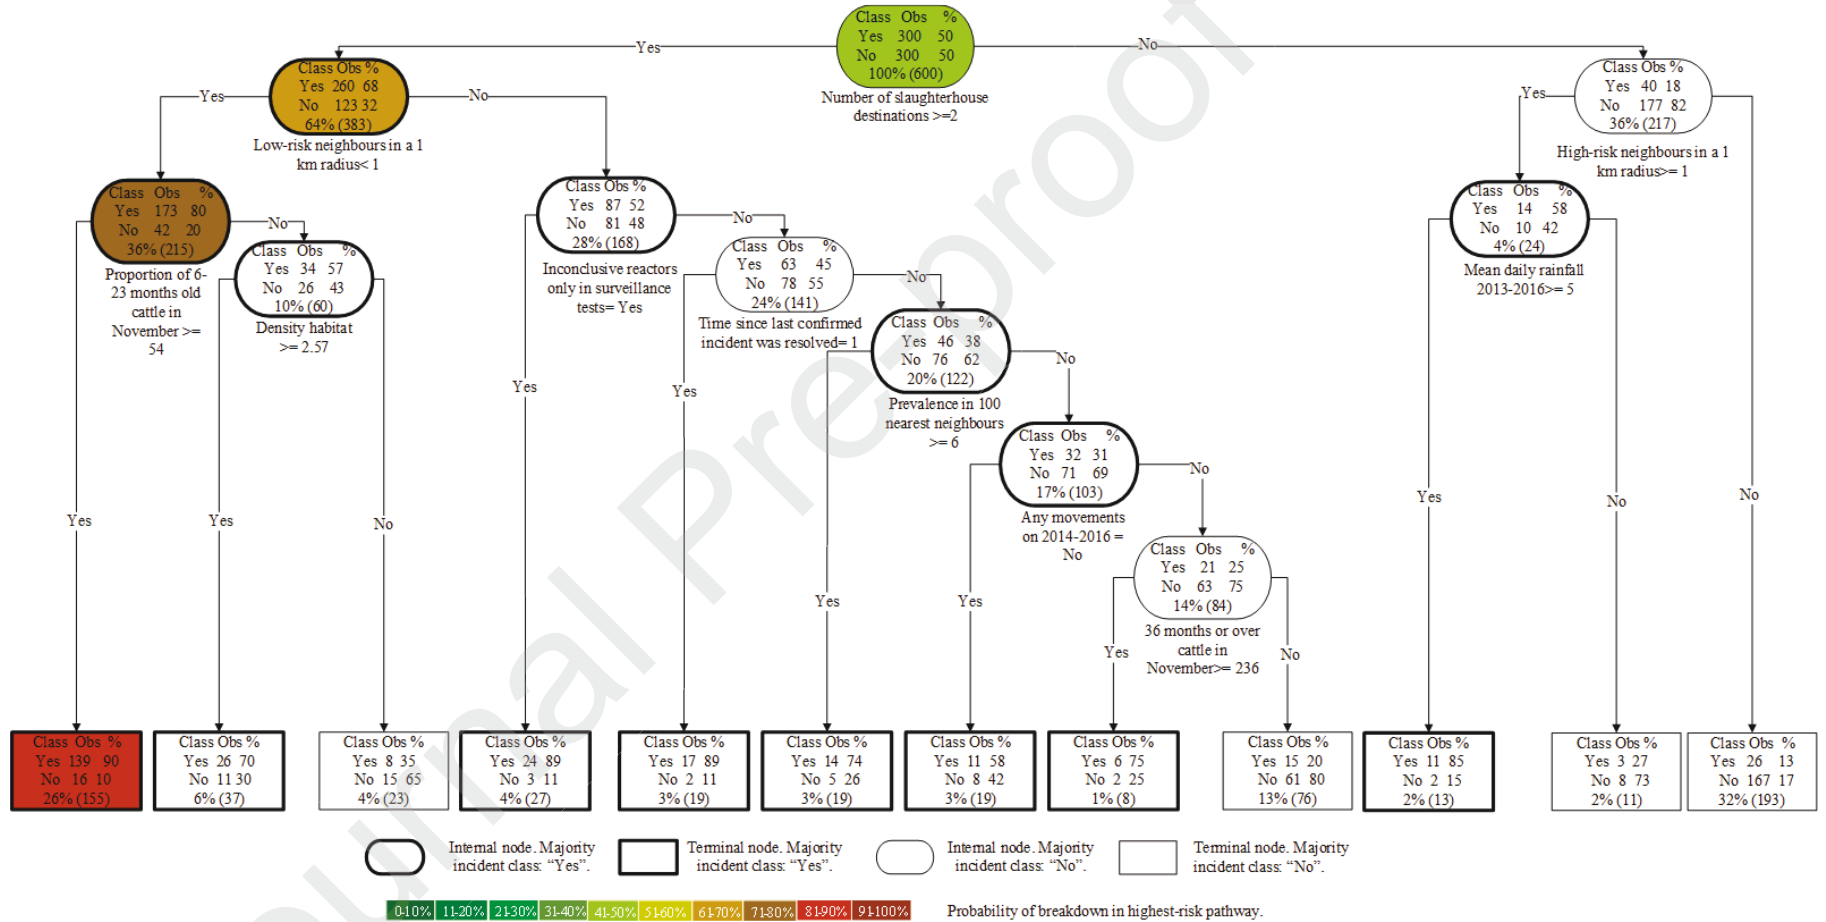 Class Obs %
Yes 300 50
No 300 50
100% (600)
Number of slaughterhouse
destinations >=2
Yes
No
Class Obs %
Yes 260 68
No 123 32
64% (383)
Low-risk neighbours in a 1
km radius< 1
Yes
No
Class Obs %
Yes 40 18
No 177 82
36% (217)
High-risk neighbours in a 1
km radius>= 1
Yes
No
Class Obs %
Yes 173 80
No 42 20
36% (215)
Proportion of 6-
23 months old
cattle in
November >=
54
Yes
No
Class Obs %
Yes 34 57
No 26 43
10% (60)
Density habitat
>= 2.57
Yes
No
Class Obs %
Yes 87 52
No 81 48
28% (168)
Inconclusive reactors
only in surveillance
tests= Yes
Yes
No
Class Obs %
Yes 63 45
No 78 55
24% (141)
Time since last confirmed
incident was resolved= 1
Yes
No
Class Obs %
Yes 46 38
No 76 62
20% (122)
Prevalence in 100
nearest neighbours
>= 6
Yes
No
Class Obs %
Yes 32 31
No 71 69
17% (103)
Any movements
on 2014-2016 =
No
Yes
No
Class Obs %
Yes 21 25
No 63 75
14% (84)
36 months or over
cattle in
November>= 236
Yes
No
Class Obs %
Yes 14 58
No 10 42
4% (24)
Mean daily rainfall
2013-2016>= 5
Yes
No
Class Obs %
Yes 139 90
No 16 10
26% (155)
Class Obs %
Yes 26 70
No 11 30
6% (37)
Class Obs %
Yes 8 35
No 15 65
4% (23)
Class Obs %
Yes 24 89
No 3 11
4% (27)
Class Obs %
Yes 17 89
No 2 11
3% (19)
Class Obs %
Yes 14 74
No 5 26
3% (19)
Class Obs %
Yes 11 58
No 8 42
3% (19)
Class Obs %
Yes 6 75
No 2 25
1% (8)
Class Obs %
Yes 15 20
No 61 80
13% (76)
Class Obs %
Yes 11 85
No 2 15
2% (13)
Class Obs %
Yes 3 27
No 8 73
2% (11)
Class Obs %
Yes 26 13
No 167 17
32% (193)
Internal node. Majority
incident class: “Yes”.
Terminal node. Majority
incident class: “Yes”.
Internal node. Majority
incident class: “No”.
Terminal node. Majority
incident class: “No”.
0-10% 11-20% 21-30% 31-40% 41-50% 51-60% 61-70% 71-80% 81-90% 91-100%
Probability of breakdown in highest-risk pathway.
urnal Pre-proof